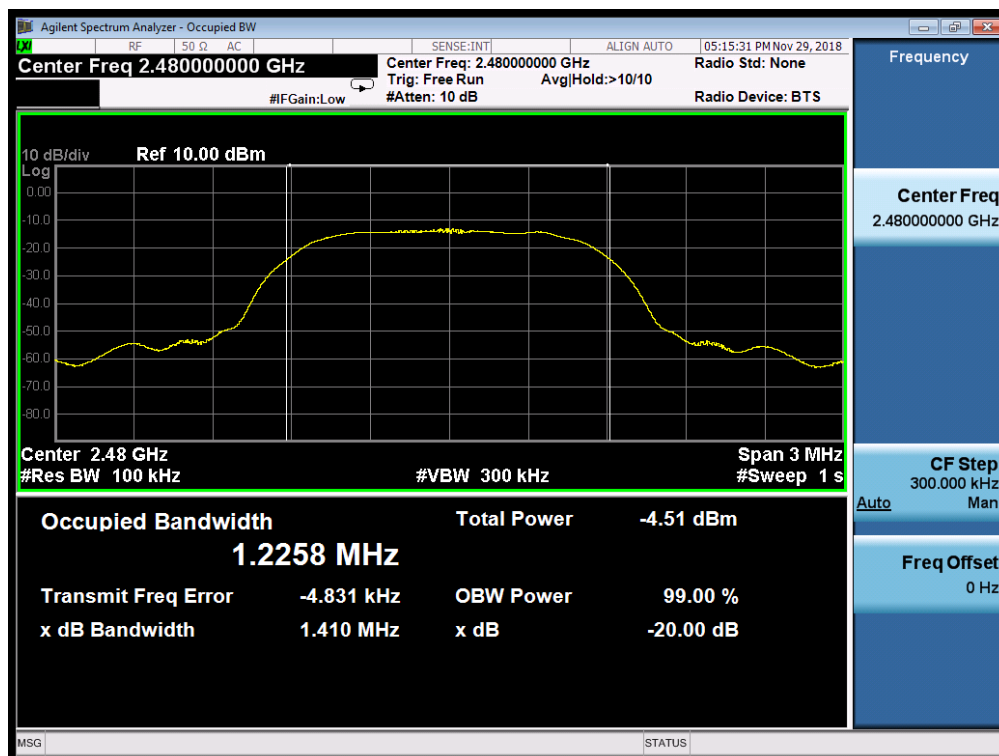 Agilent Spectrum Analyzer - Occupied BW
LXI RF 50 Ω AC SENSE:INT ALIGN AUTO 05:15:31 PM Nov 29, 2018
Center Freq 2.480000000 GHz
Center Freq: 2.480000000 GHz Radio Std: None
Trig: Free Run Avg|Hold:>10/10
#IFGain:Low #Atten: 10 dB Radio Device: BTS
10 dB/div Ref 10.00 dBm
Log
0.00
-10.0
-20.0
-30.0
-40.0
-50.0
-60.0
-70.0
-80.0
Center 2.48 GHz Span 3 MHz
#Res BW 100 kHz #VBW 300 kHz #Sweep 1 s
Occupied Bandwidth Total Power -4.51 dBm
1.2258 MHz
Transmit Freq Error -4.831 kHz OBW Power 99.00 %
x dB Bandwidth 1.410 MHz x dB -20.00 dB
MSG STATUS
Frequency
Center Freq
2.480000000 GHz
CF Step
300.000 kHz
Auto Man
Freq Offset
0 Hz